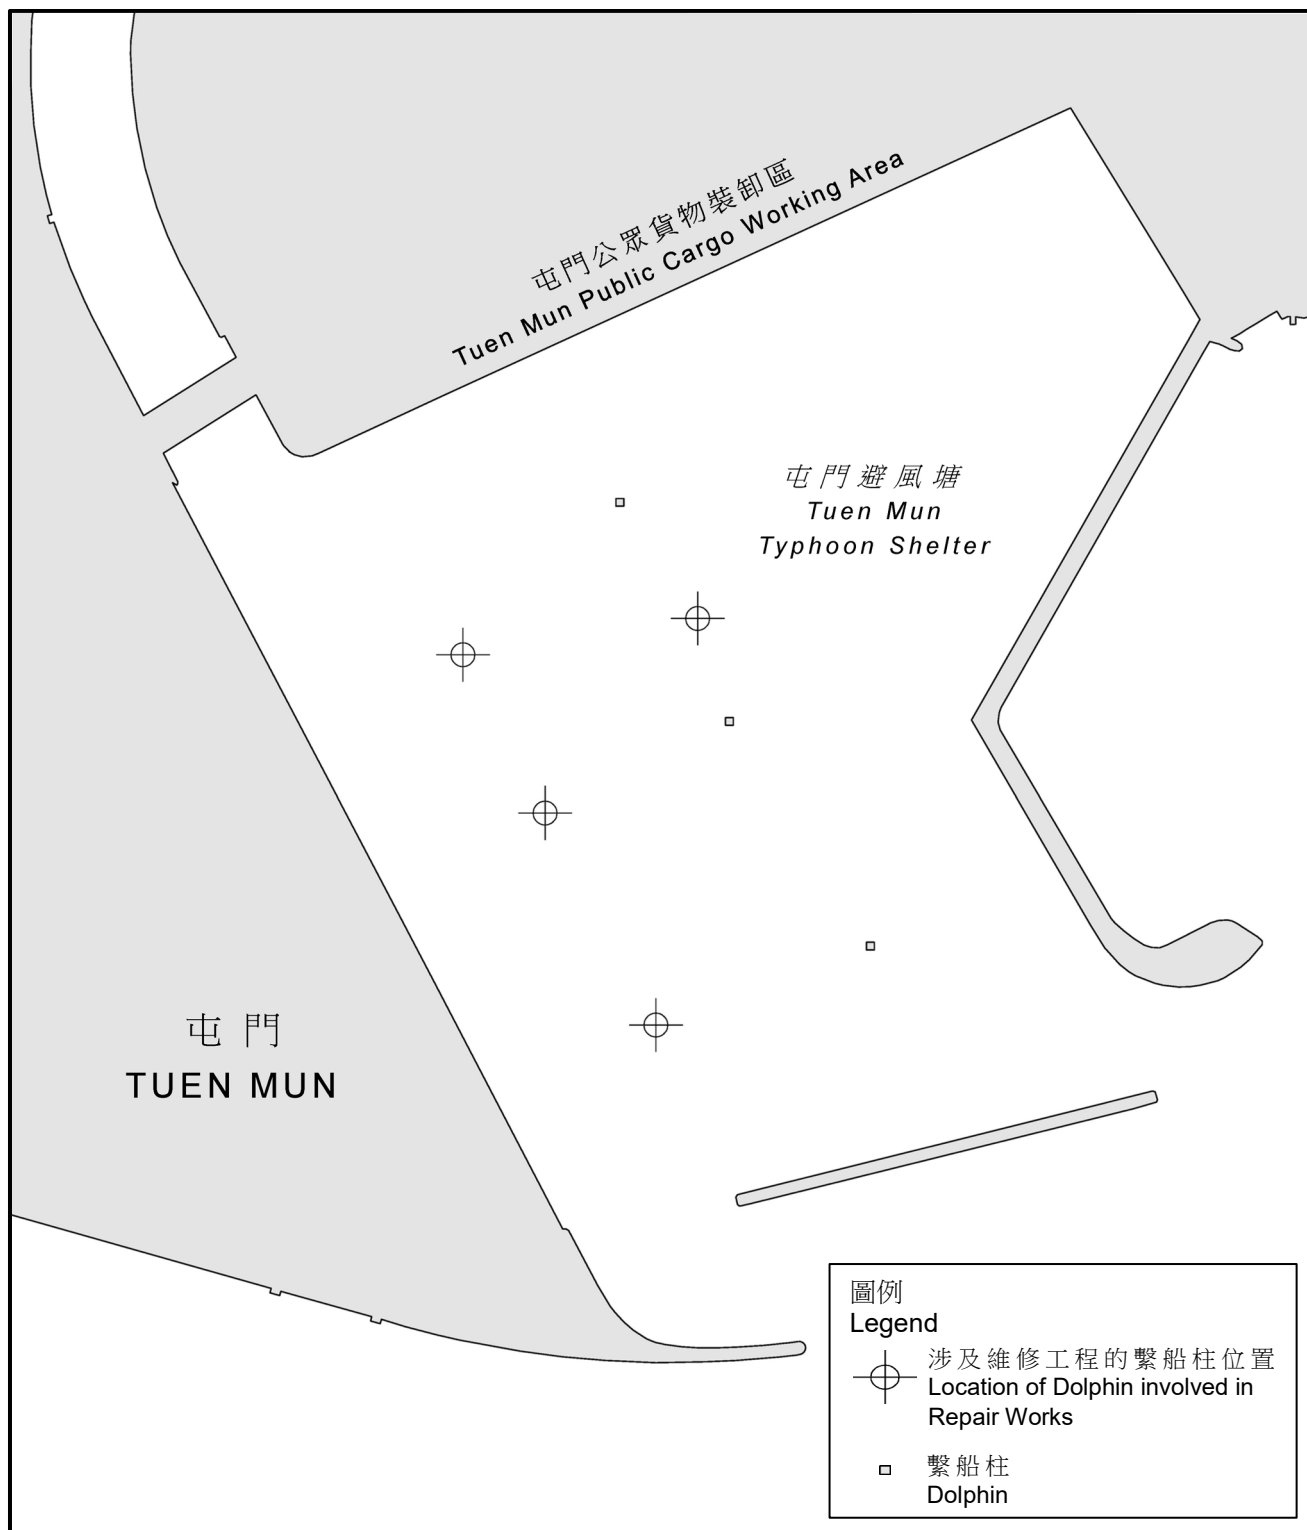 屯門公眾貨物裝卸區
Tuen Mun Public Cargo Working Area
屯門避風塘
Tuen Mun
Typhoon Shelter
屯門
TUEN MUN
圖例
Legend
涉及維修工程的繫船柱位置
Location of Dolphin involved in
Repair Works
繫船柱
Dolphin